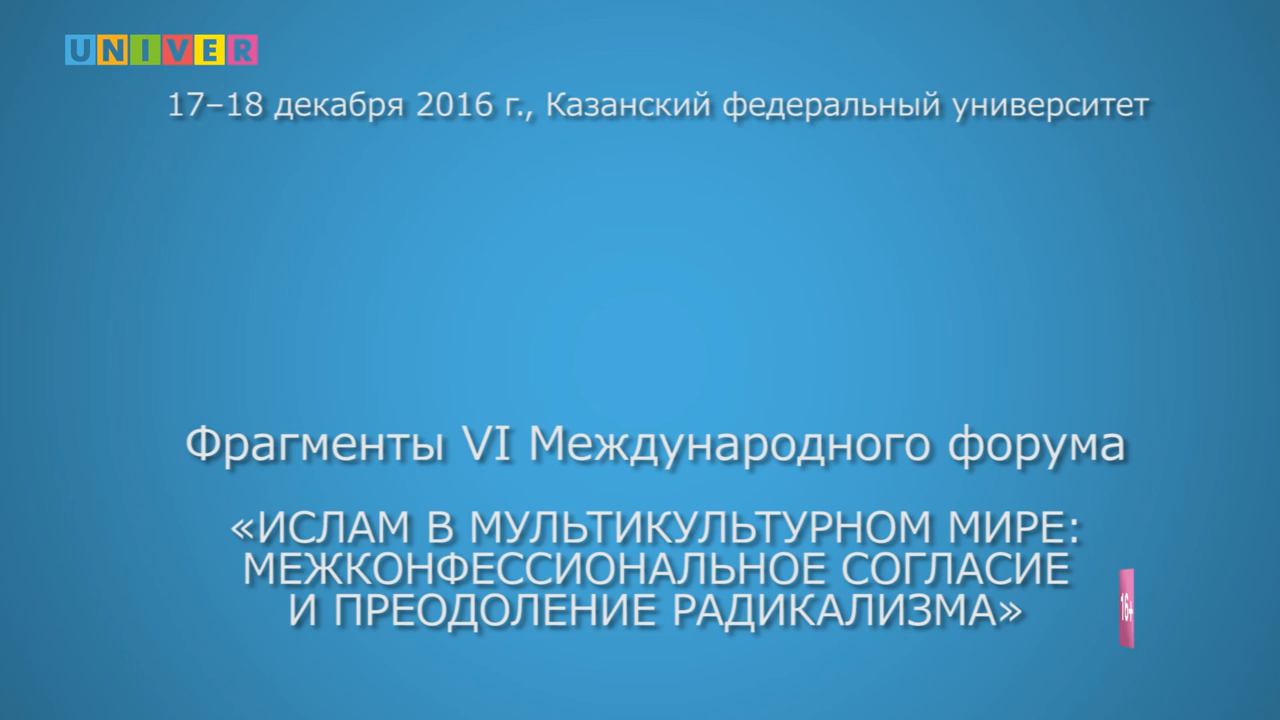 UNIVER
17–18 декабря 2016 г., Казанский федеральный университет
Фрагменты VI Международного форума
«ИСЛАМ В МУЛЬТИКУЛЬТУРНОМ МИРЕ:
МЕЖКОНФЕССИОНАЛЬНОЕ СОГЛАСИЕ
И ПРЕОДОЛЕНИЕ РАДИКАЛИЗМА»
16+